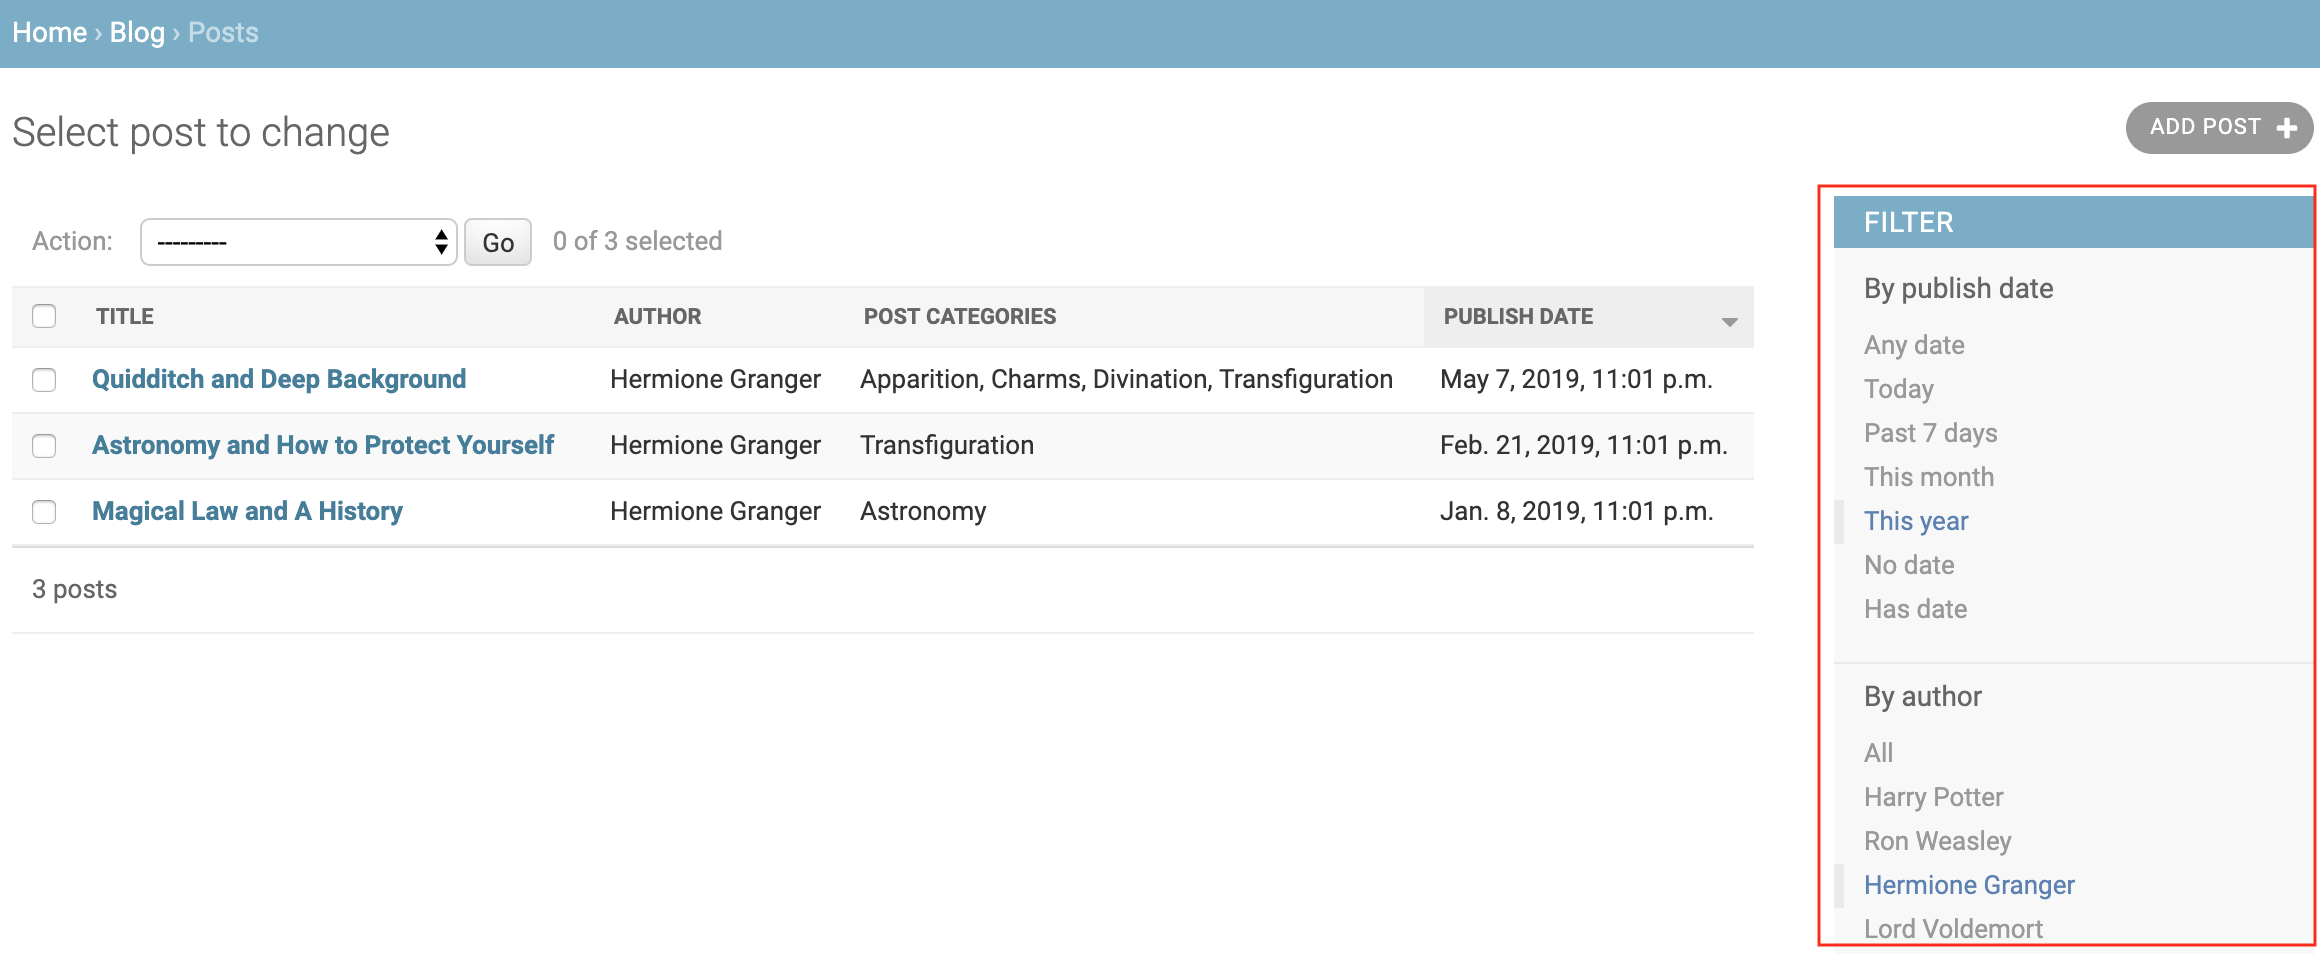 Home › Blog › Posts
Select post to change
ADD POST +
Action: --------- Go 0 of 3 selected
TITLE AUTHOR POST CATEGORIES PUBLISH DATE
Quidditch and Deep Background Hermione Granger Apparition, Charms, Divination, Transfiguration May 7, 2019, 11:01 p.m.
Astronomy and How to Protect Yourself Hermione Granger Transfiguration Feb. 21, 2019, 11:01 p.m.
Magical Law and A History Hermione Granger Astronomy Jan. 8, 2019, 11:01 p.m.
3 posts
FILTER
By publish date
Any date
Today
Past 7 days
This month
This year
No date
Has date
By author
All
Harry Potter
Ron Weasley
Hermione Granger
Lord Voldemort